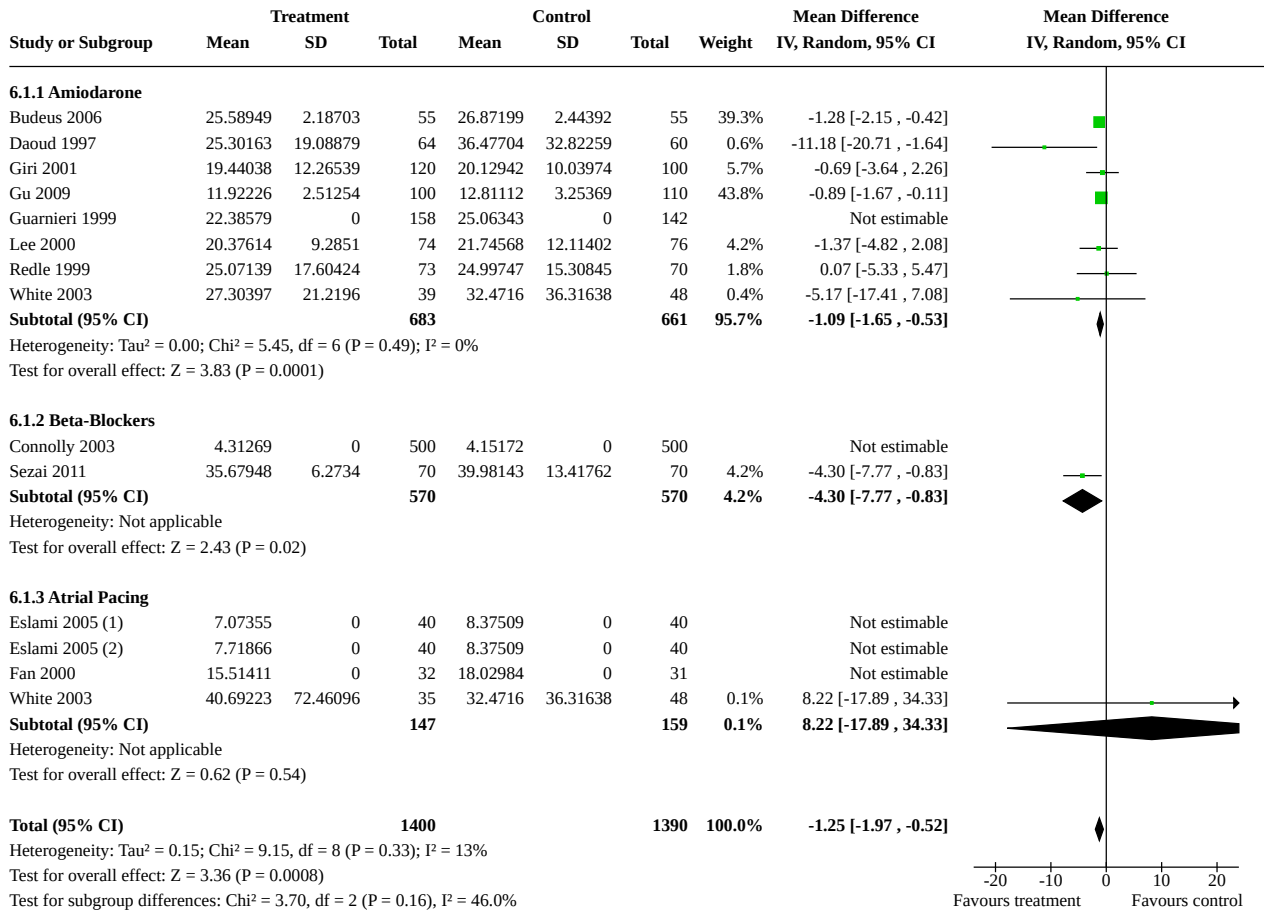 Treatment Control Mean Difference Mean Difference
Study or Subgroup Mean SD Total Mean SD Total Weight IV, Random, 95% CI IV, Random, 95% CI
6.1.1 Amiodarone
Budeus 2006 25.58949 2.18703 55 26.87199 2.44392 55 39.3% -1.28 [-2.15 , -0.42]
Daoud 1997 25.30163 19.08879 64 36.47704 32.82259 60 0.6% -11.18 [-20.71 , -1.64]
Giri 2001 19.44038 12.26539 120 20.12942 10.03974 100 5.7% -0.69 [-3.64 , 2.26]
Gu 2009 11.92226 2.51254 100 12.81112 3.25369 110 43.8% -0.89 [-1.67 , -0.11]
Guarnieri 1999 22.38579 0 158 25.06343 0 142 Not estimable
Lee 2000 20.37614 9.2851 74 21.74568 12.11402 76 4.2% -1.37 [-4.82 , 2.08]
Redle 1999 25.07139 17.60424 73 24.99747 15.30845 70 1.8% 0.07 [-5.33 , 5.47]
White 2003 27.30397 21.2196 39 32.4716 36.31638 48 0.4% -5.17 [-17.41 , 7.08]
Subtotal (95% CI) 683 661 95.7% -1.09 [-1.65 , -0.53]
Heterogeneity: Tau² = 0.00; Chi² = 5.45, df = 6 (P = 0.49); I² = 0%
Test for overall effect: Z = 3.83 (P = 0.0001)
6.1.2 Beta-Blockers
Connolly 2003 4.31269 0 500 4.15172 0 500 Not estimable
Sezai 2011 35.67948 6.2734 70 39.98143 13.41762 70 4.2% -4.30 [-7.77 , -0.83]
Subtotal (95% CI) 570 570 4.2% -4.30 [-7.77 , -0.83]
Heterogeneity: Not applicable
Test for overall effect: Z = 2.43 (P = 0.02)
6.1.3 Atrial Pacing
Eslami 2005 (1) 7.07355 0 40 8.37509 0 40 Not estimable
Eslami 2005 (2) 7.71866 0 40 8.37509 0 40 Not estimable
Fan 2000 15.51411 0 32 18.02984 0 31 Not estimable
White 2003 40.69223 72.46096 35 32.4716 36.31638 48 0.1% 8.22 [-17.89 , 34.33]
Subtotal (95% CI) 147 159 0.1% 8.22 [-17.89 , 34.33]
Heterogeneity: Not applicable
Test for overall effect: Z = 0.62 (P = 0.54)
Total (95% CI) 1400 1390 100.0% -1.25 [-1.97 , -0.52]
Heterogeneity: Tau² = 0.15; Chi² = 9.15, df = 8 (P = 0.33); I² = 13%
Test for overall effect: Z = 3.36 (P = 0.0008) -20 -10 0 10 20
Test for subgroup differences: Chi² = 3.70, df = 2 (P = 0.16), I² = 46.0% Favours treatment Favours control